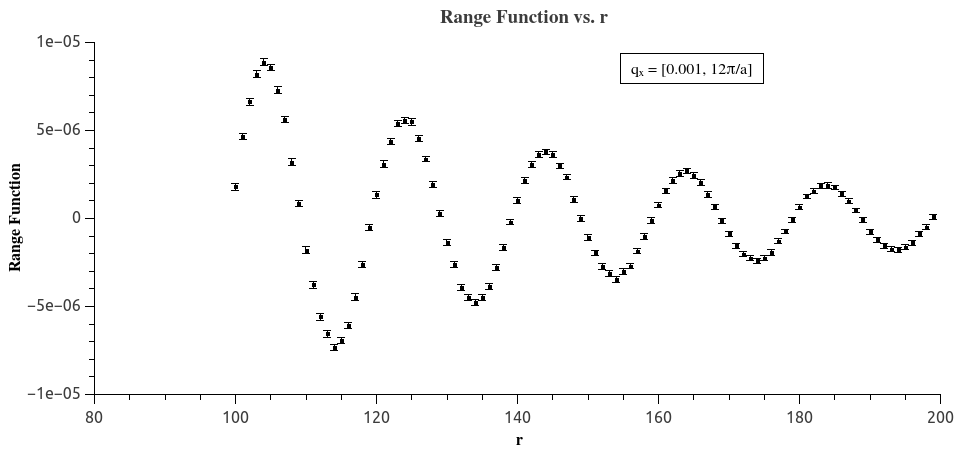 Range Function vs. r
qₓ = [0.001, 12π/a]
Range Function
1e−05
5e−06
0
−5e−06
−1e−05
80 100 120 140 160 180 200
r